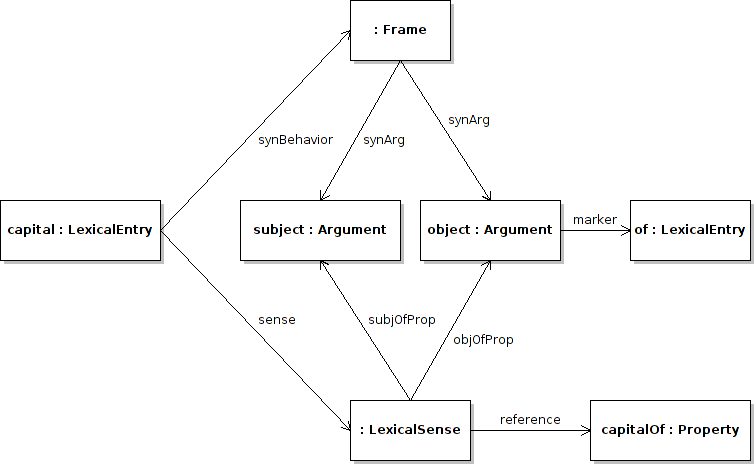 : Frame
synArg
synBehavior
synArg
marker
capital : LexicalEntry
subject : Argument
object : Argument
of : LexicalEntry
sense
subjOfProp
objOfProp
reference
: LexicalSense
capitalOf : Property